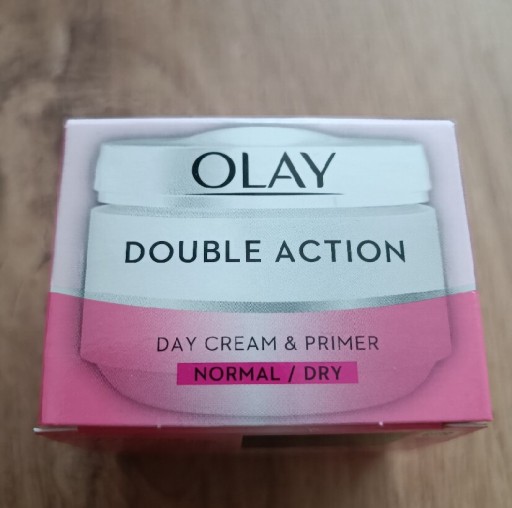 OLAY
DOUBLE ACTION
DAY CREAM & PRIMER
NORMAL / DRY